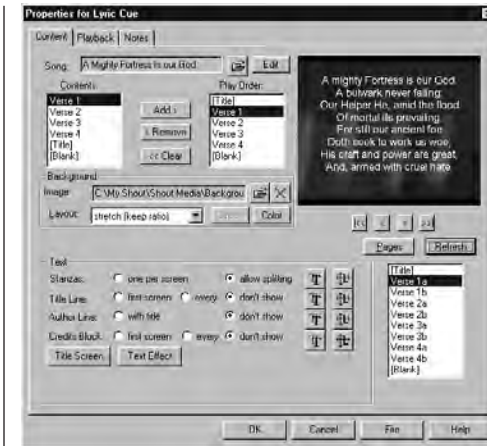 Properties for Lyric Cue
Content Playback Notes
Song: A Mighty Fortress is our God Edit
Contents: Play Order:
Verse 1
Verse 2
Verse 3
Verse 4
[Title]
[Blank]
Add >
< Remove
<< Clear
[Title]
Verse 1
Verse 2
Verse 3
Verse 4
[Blank]
A mighty Fortress is our God,
A bulwark never failing:
Our Helper He, amid the flood
Of mortal ills prevailing.
For still our ancient foe
Doth seek to work us woe;
His craft and power are great,
And, armed with cruel hate.
Background
Image: C:\My Shout\Shout Media\Backgrou
Layout: stretch (keep ratio) Color
|<< < > >>|
Pages Refresh
Text
Stanzas: one per screen allow splitting
Title Line: first screen every don't show
Author Line: with title don't show
Credits Block: first screen every don't show
Title Screen Text Effect
[Title]
Verse 1a
Verse 1b
Verse 2a
Verse 2b
Verse 3a
Verse 3b
Verse 4a
Verse 4b
[Blank]
OK Cancel Help